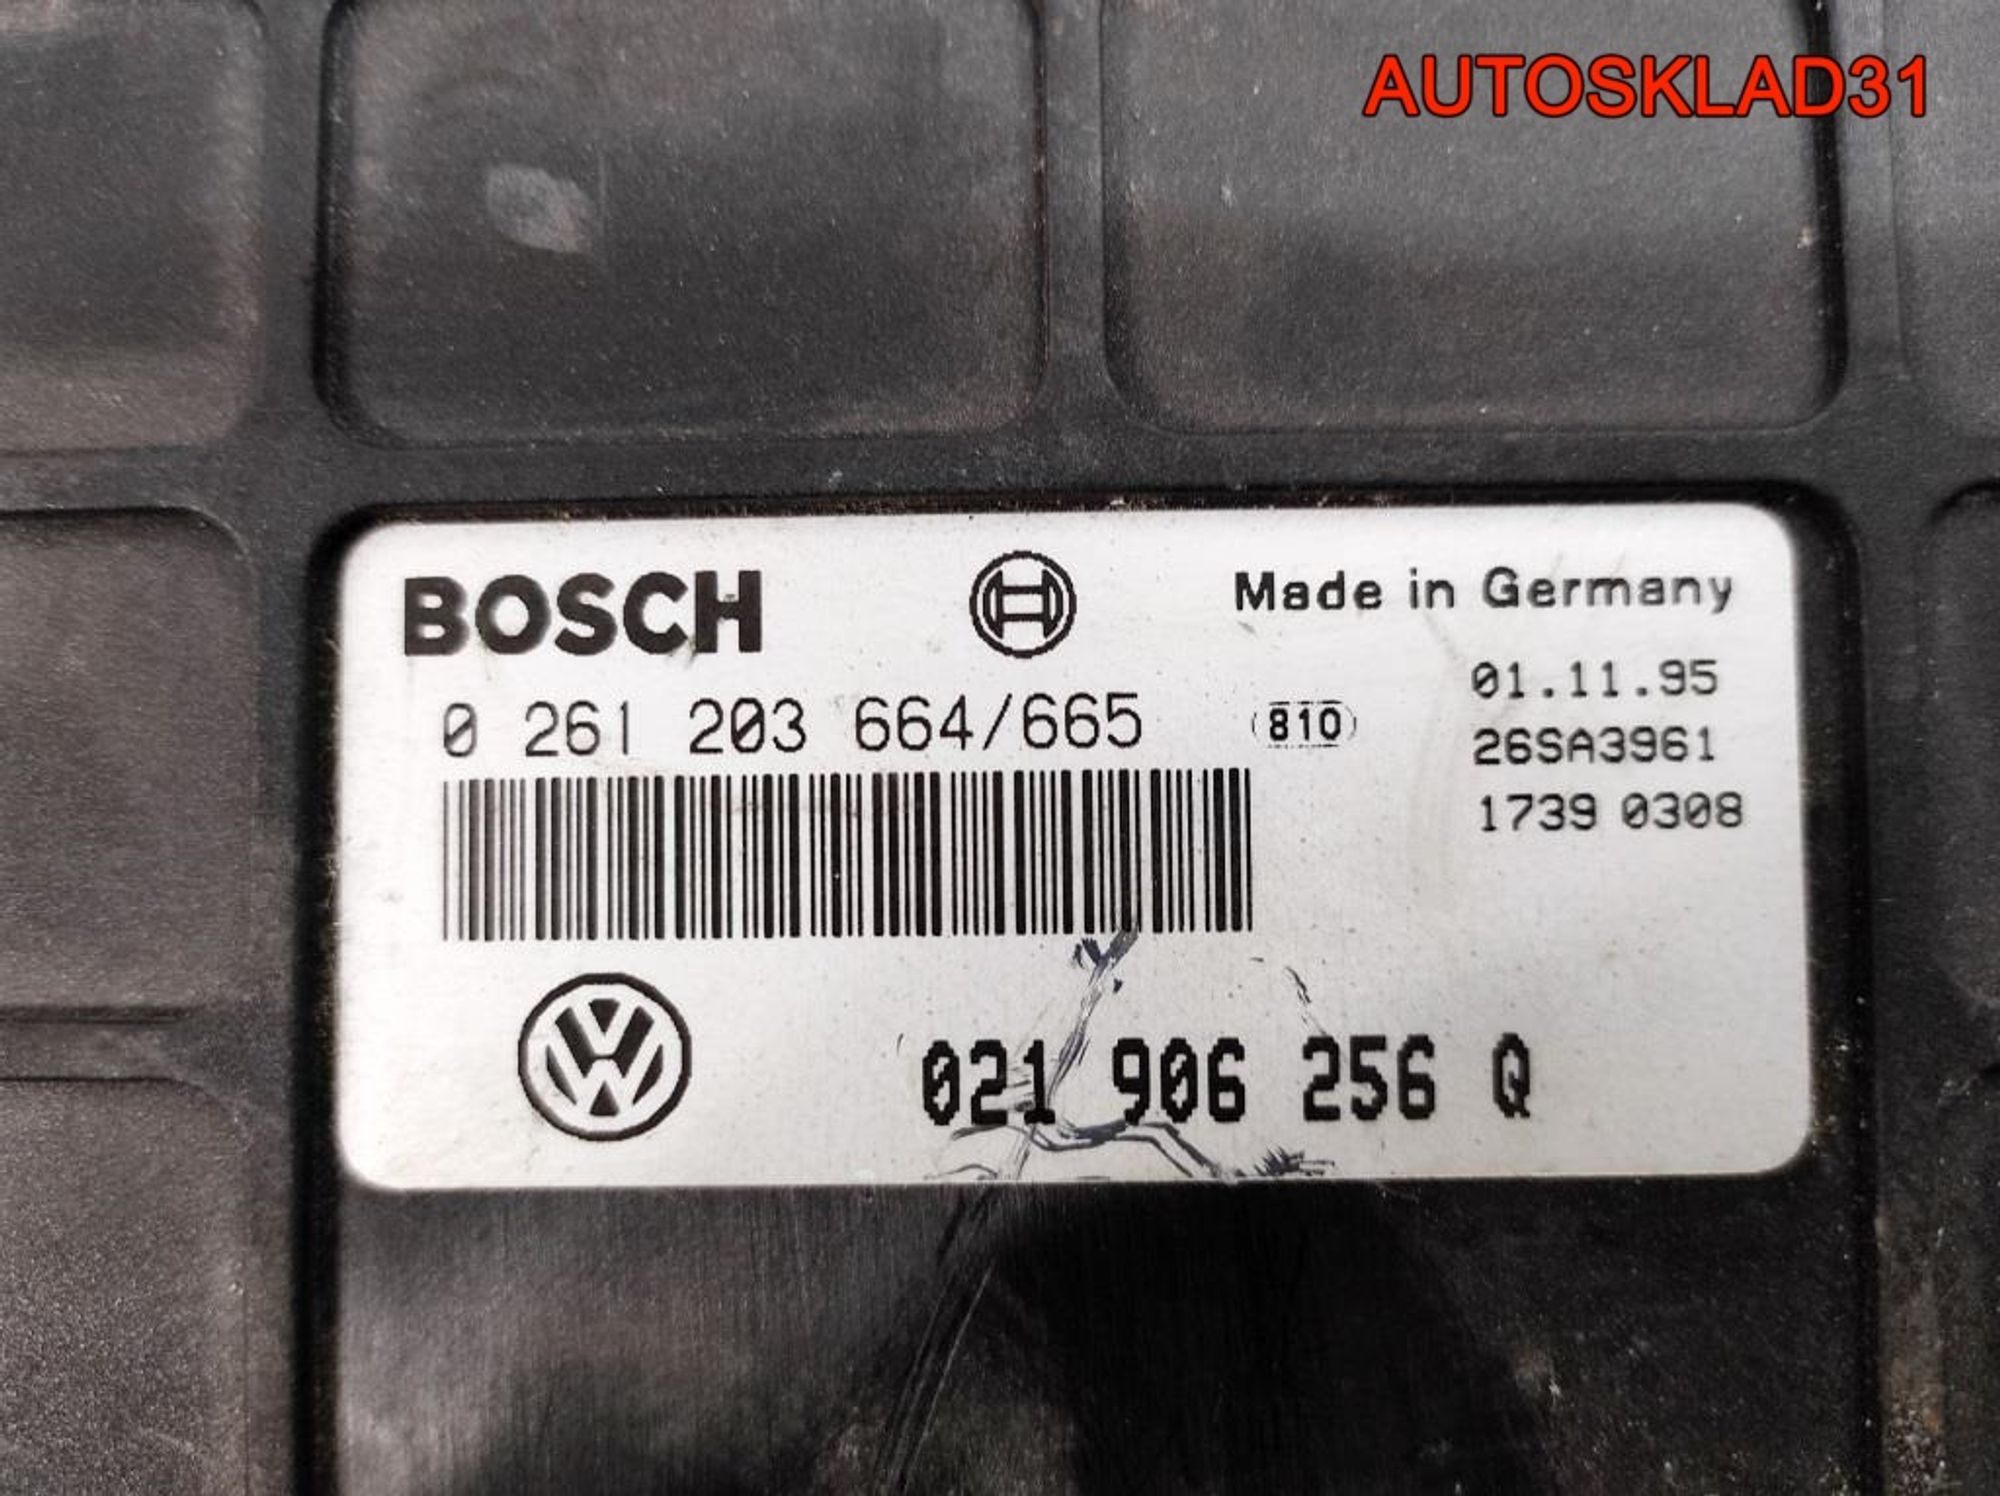 AUTOSKLAD31
BOSCH
Made in Germany
01.11.95
0 261 203 664/665
(810)
26SA3961
1739 0308
021 906 256 Q